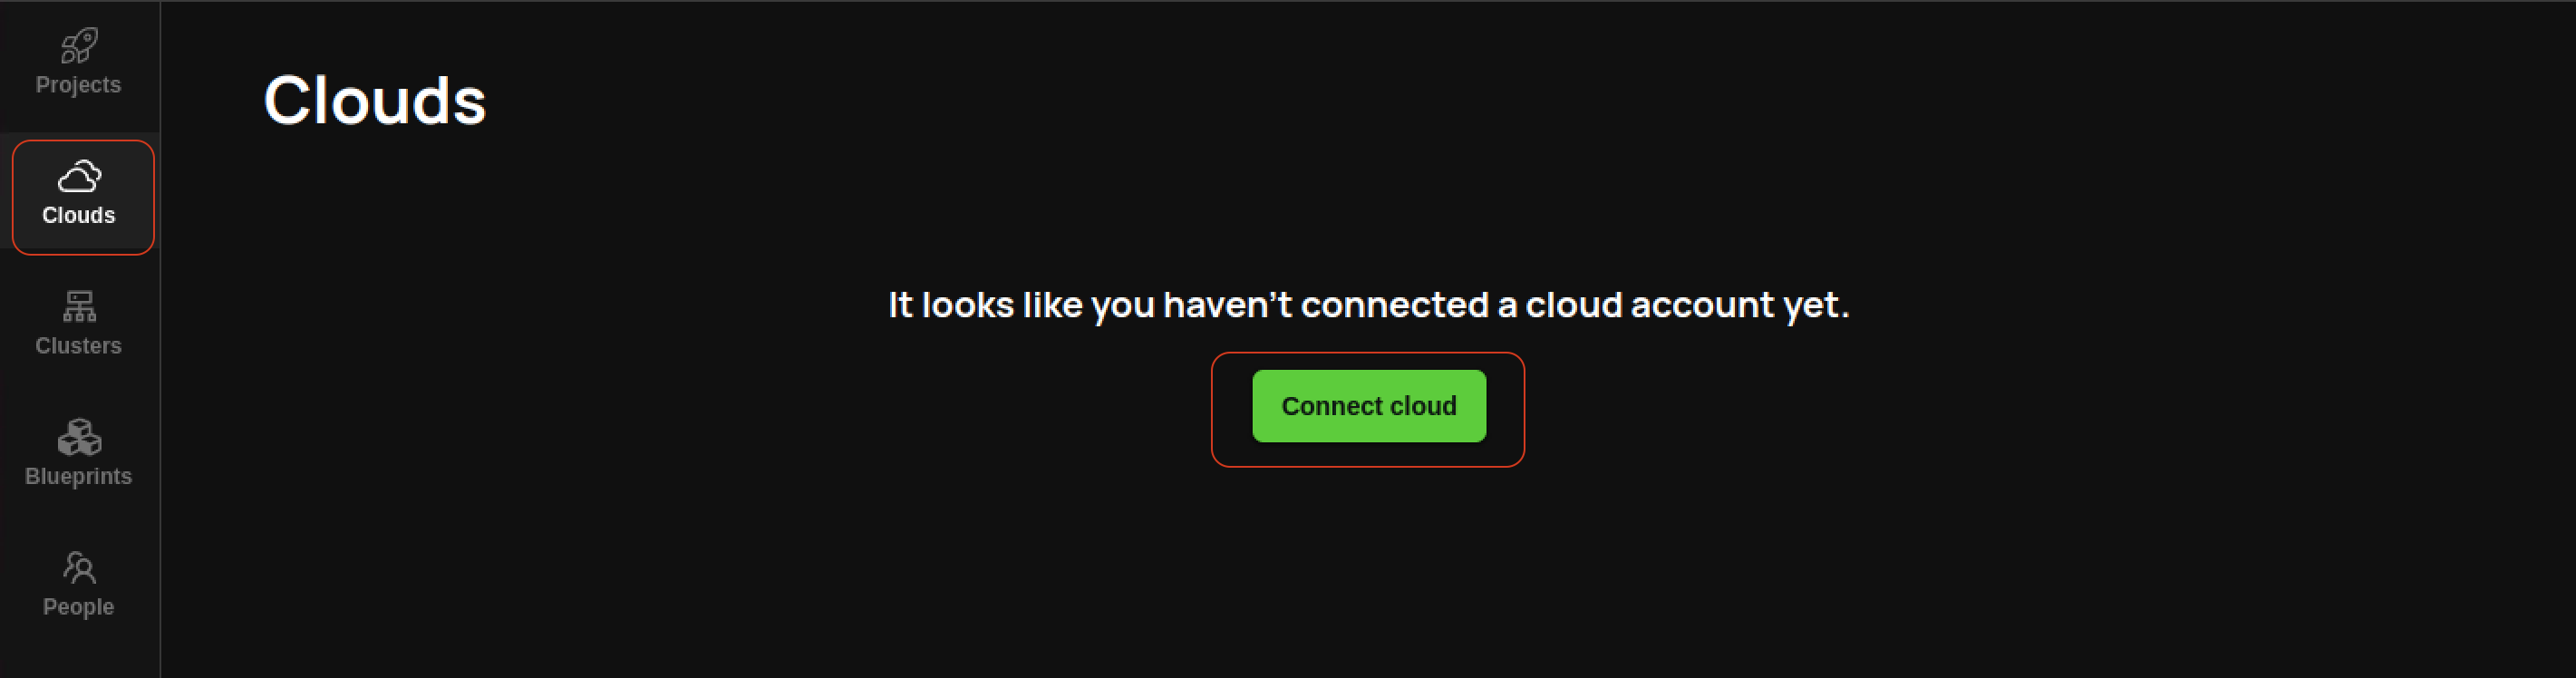 Projects
Clouds
Clusters
Blueprints
People
Clouds
It looks like you haven't connected a cloud account yet.
Connect cloud